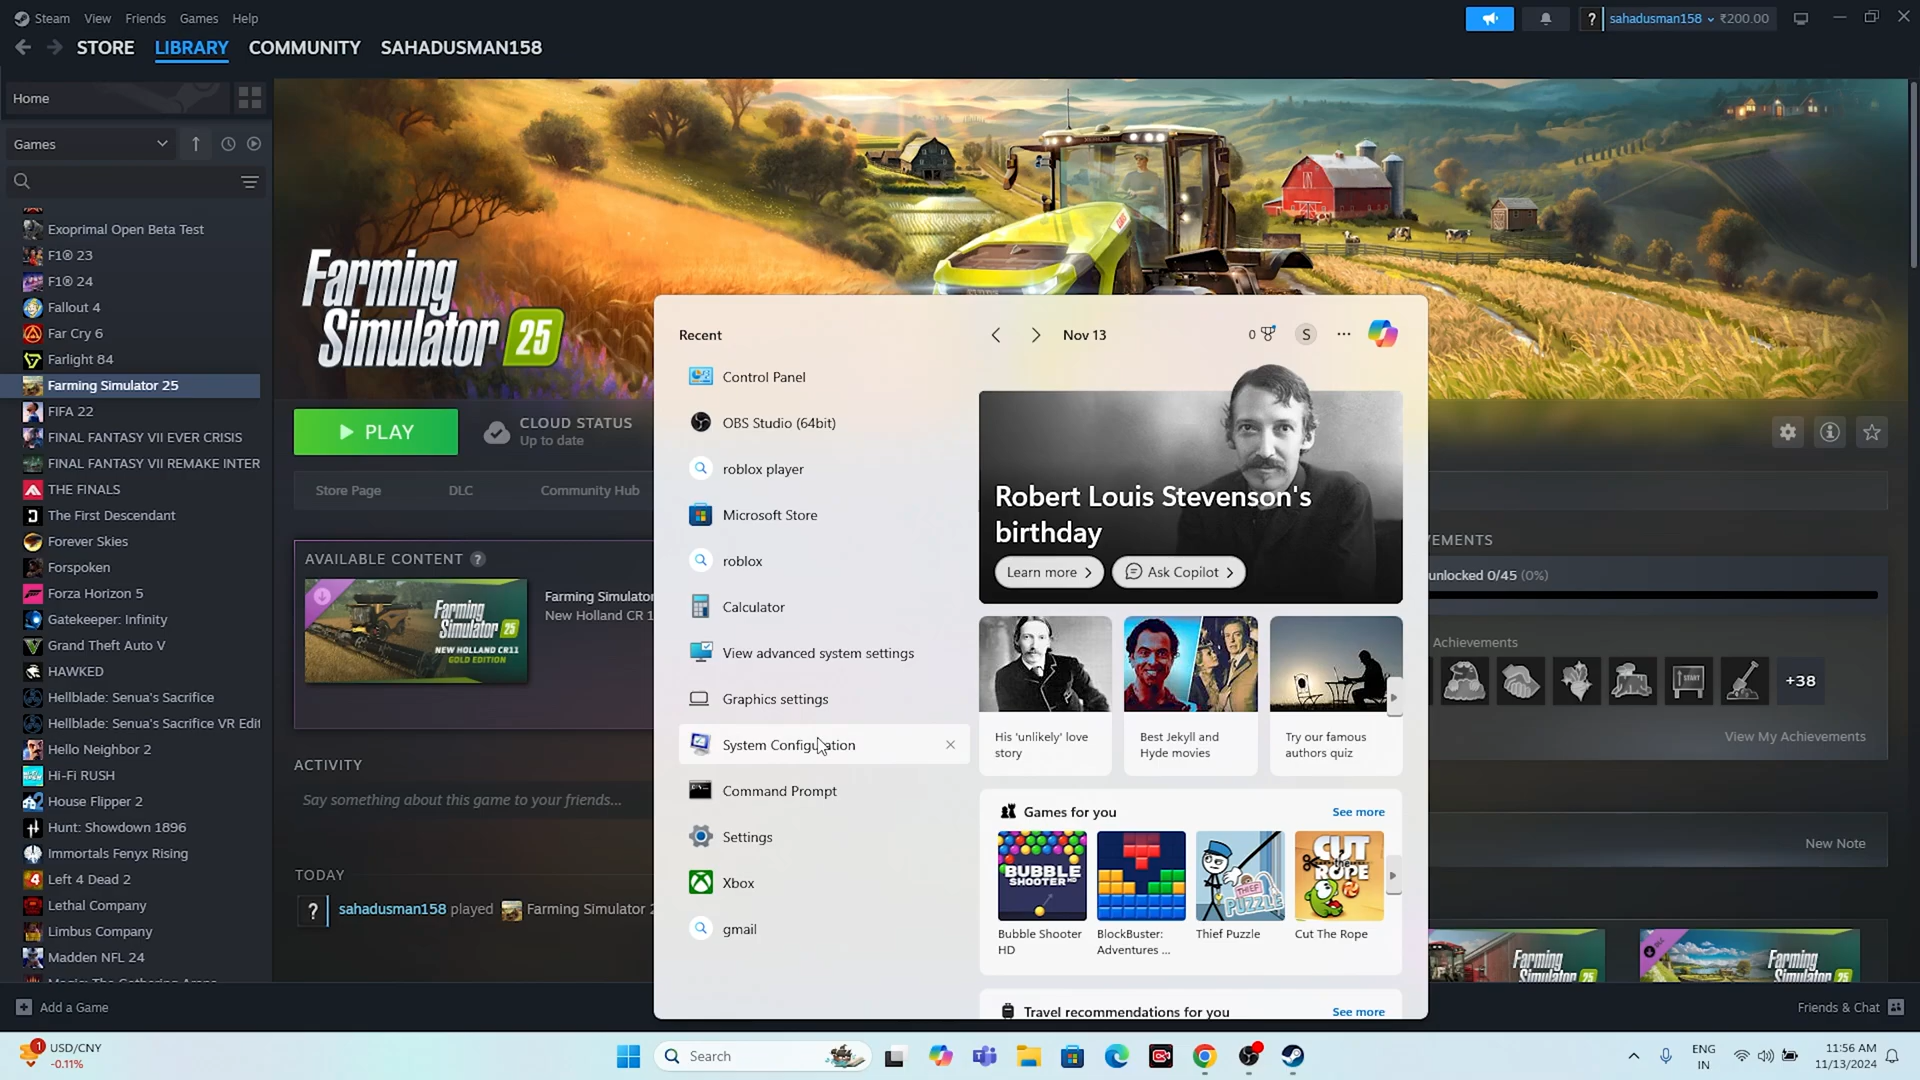 Steam View Friends Games Help
? sahadusman158 ₹200.00
STORE LIBRARY COMMUNITY SAHADUSMAN158
Home
Games
Exoprimal Open Beta Test
F1® 23
F1® 24
Fallout 4
Far Cry 6
Farlight 84
Farming Simulator 25
FIFA 22
FINAL FANTASY VII EVER CRISIS
FINAL FANTASY VII REMAKE INTER
THE FINALS
The First Descendant
Forever Skies
Forspoken
Forza Horizon 5
Gatekeeper: Infinity
Grand Theft Auto V
HAWKED
Hellblade: Senua's Sacrifice
Hellblade: Senua's Sacrifice VR Edit
Hello Neighbor 2
Hi-Fi RUSH
House Flipper 2
Hunt: Showdown 1896
Immortals Fenyx Rising
Left 4 Dead 2
Lethal Company
Limbus Company
Madden NFL 24
Add a Game
Farming
Simulator 25
PLAY
CLOUD STATUS
Up to date
Store Page DLC Community Hub
AVAILABLE CONTENT ?
Farming
Simulator 25
NEW HOLLAND CR11
GOLD EDITION
Farming Simulator
New Holland CR 1
ACTIVITY
Say something about this game to your friends...
TODAY
? sahadusman158 played Farming Simulator 2
Recent
Control Panel
OBS Studio (64bit)
roblox player
Microsoft Store
roblox
Calculator
View advanced system settings
Graphics settings
System Configuration
Command Prompt
Settings
Xbox
gmail
Nov 13
0 S
Robert Louis Stevenson's
birthday
Learn more Ask Copilot
His 'unlikely' love
story
Best Jekyll and
Hyde movies
Try our famous
authors quiz
Games for you See more
BUBBLE
SHOOTER HD
THIEF
PUZZLE
CUT
the
ROPE
Bubble Shooter
HD
BlockBuster:
Adventures ...
Thief Puzzle
Cut The Rope
Travel recommendations for you See more
EVEMENTS
unlocked 0/45 (0%)
Achievements
START
+38
View My Achievements
New Note
Farming
Simulator 25
Farming
Simulator 25
Friends & Chat
1
USD/CNY
-0.11%
Search
ENG
IN
11:56 AM
11/13/2024